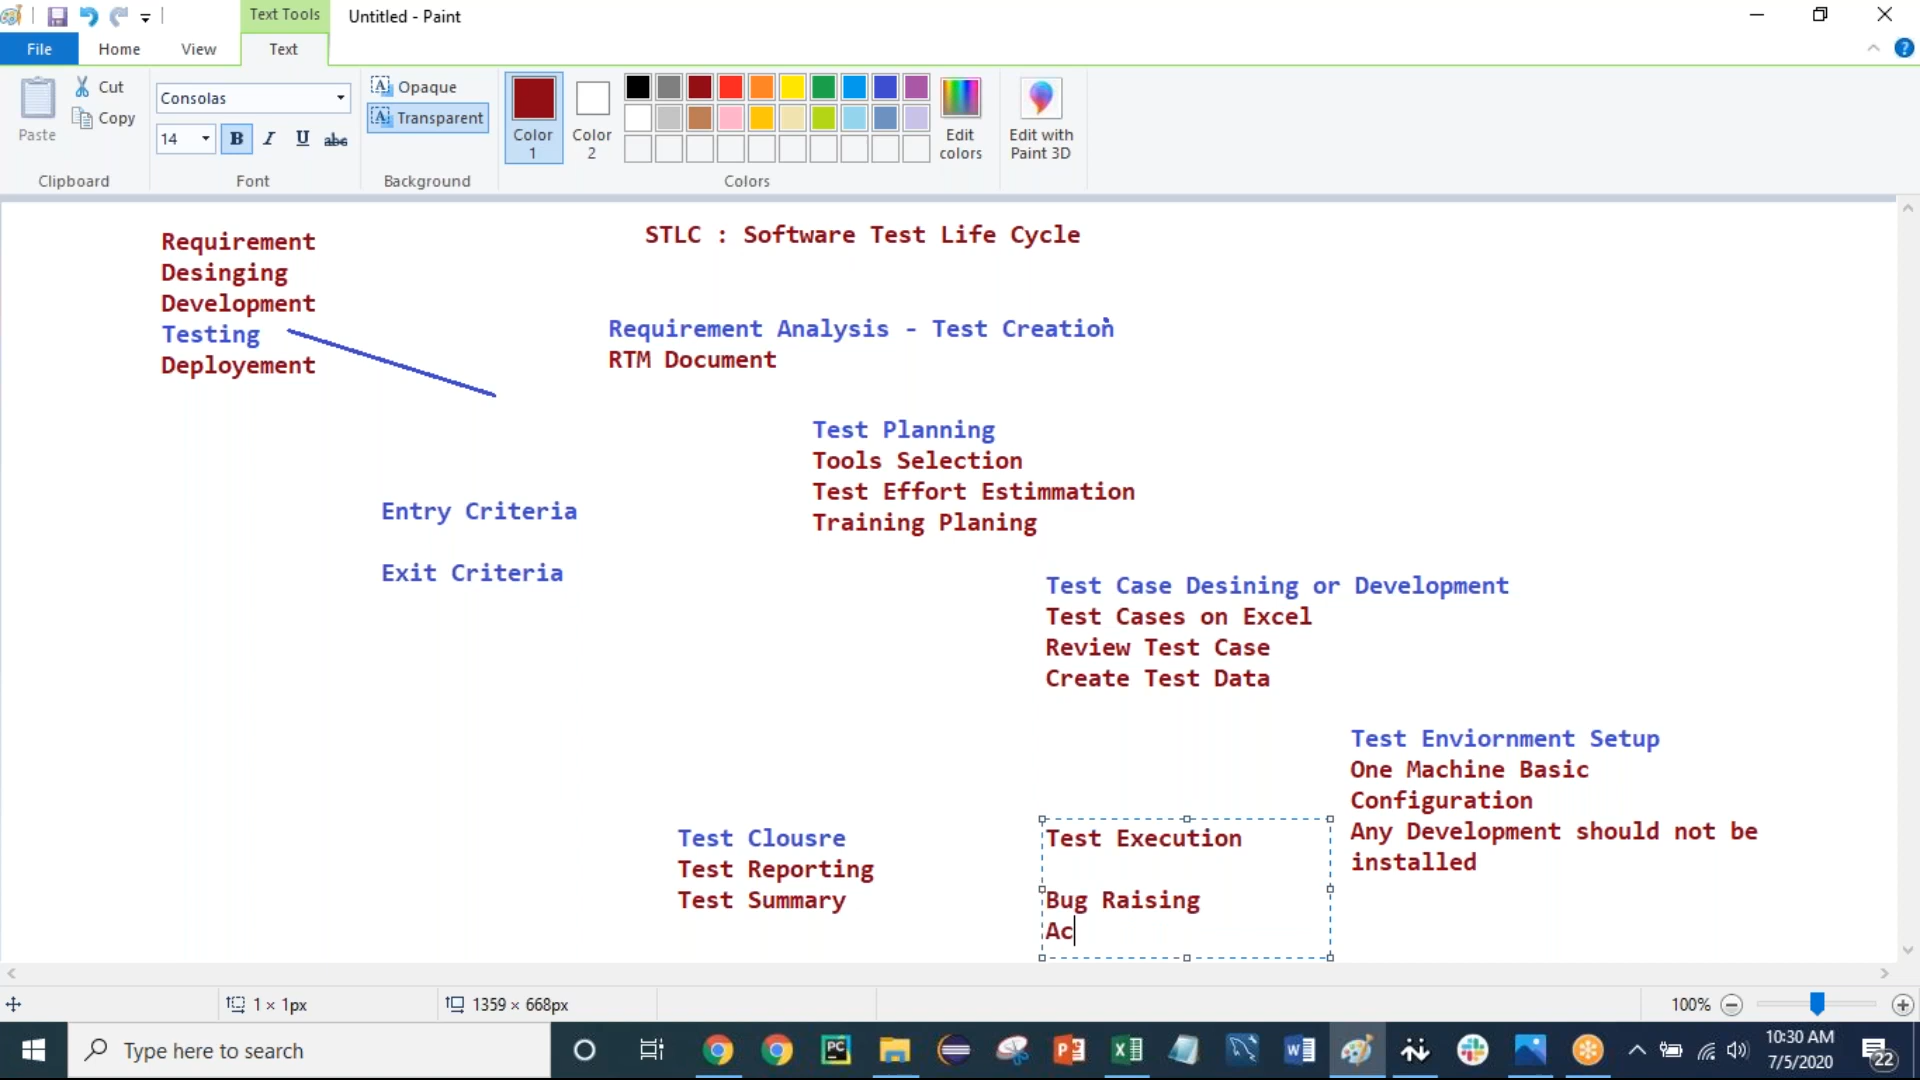 Text Tools
Untitled - Paint
File
Home
View
Text
Paste
Cut
Copy
Clipboard
Consolas
14
B
I
U
abc
Font
Opaque
Transparent
Background
Color
1
Color
2
Edit
colors
Colors
Edit with
Paint 3D
Requirement
Desinging
Development
Testing
Deployement
STLC : Software Test Life Cycle
Requirement Analysis - Test Creation
RTM Document
Test Planning
Tools Selection
Test Effort Estimmation
Training Planing
Entry Criteria
Exit Criteria
Test Case Desining or Development
Test Cases on Excel
Review Test Case
Create Test Data
Test Enviornment Setup
One Machine Basic
Configuration
Any Development should not be
installed
Test Clousre
Test Reporting
Test Summary
Test Execution
Bug Raising
Ac
1 × 1px
1359 × 668px
100%
Type here to search
10:30 AM
7/5/2020
22